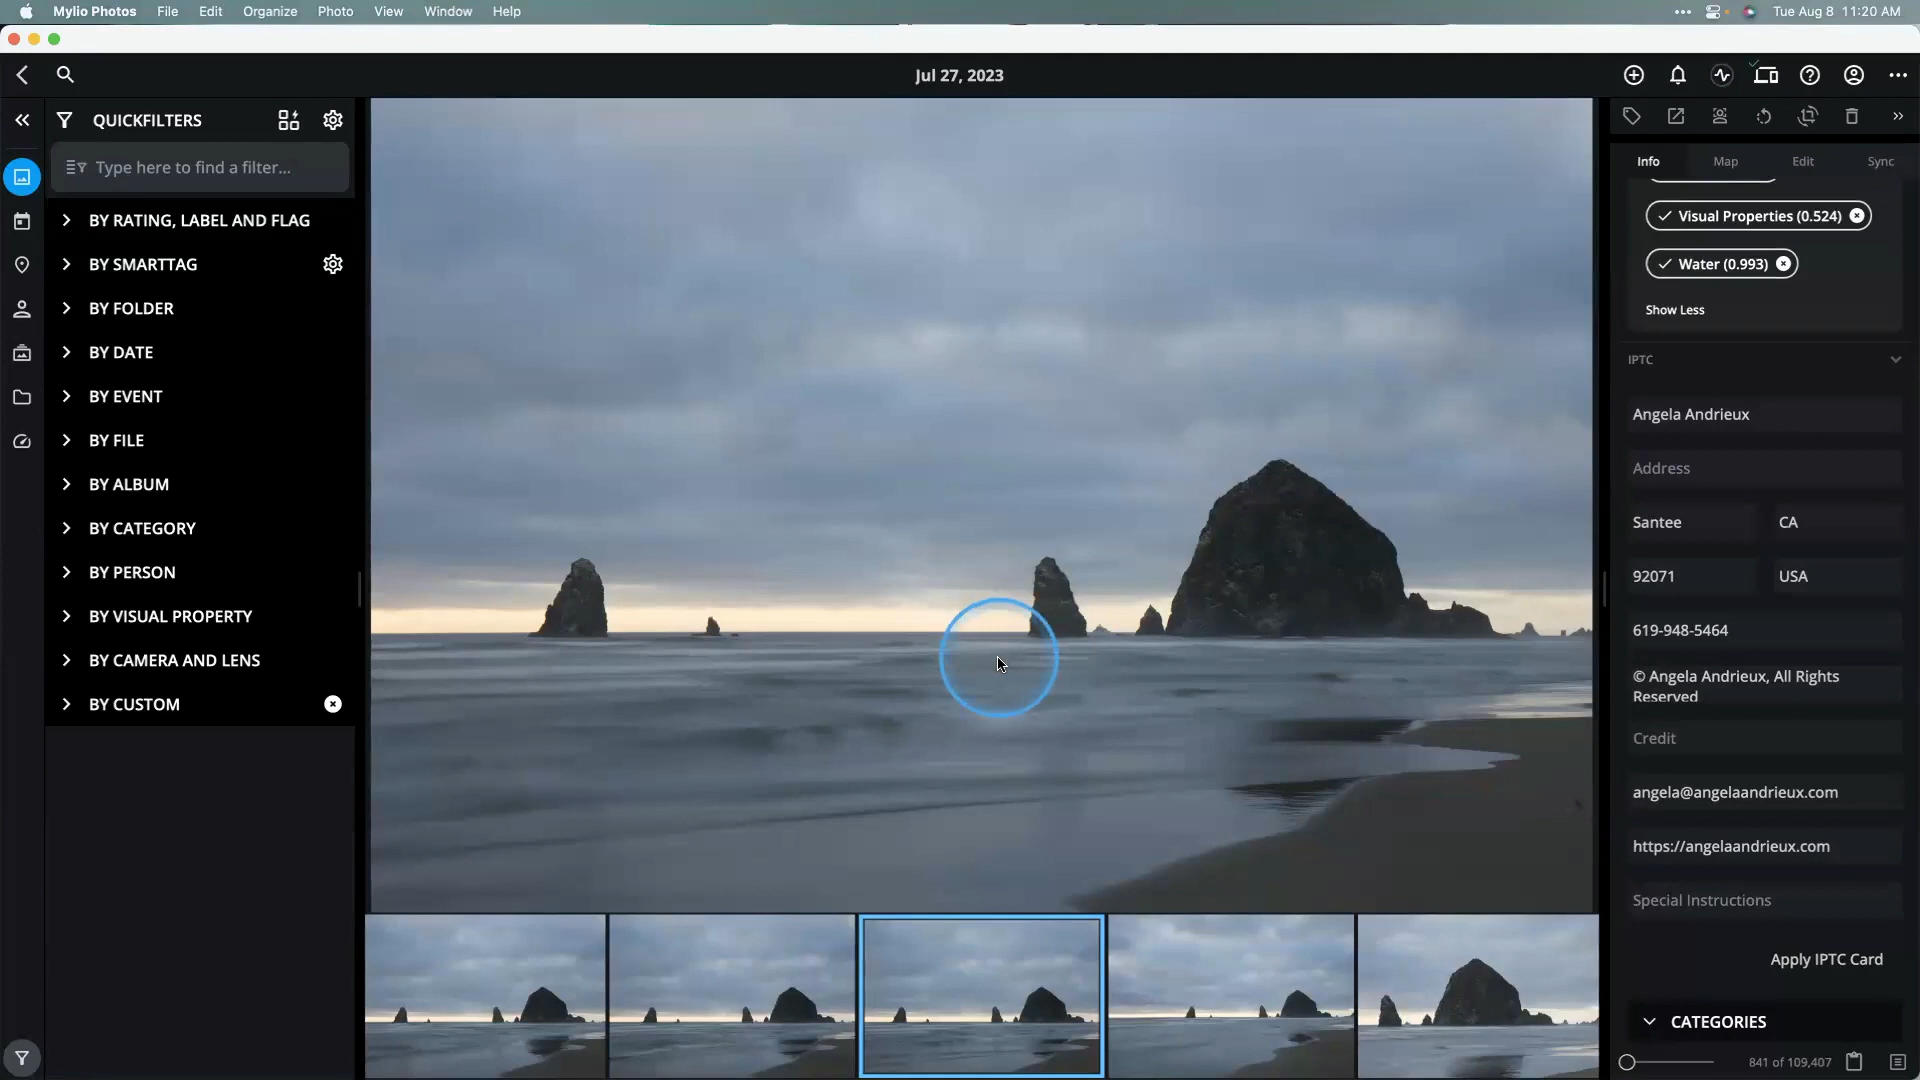 Mylio Photos File Edit Organize Photo View Window Help
Tue Aug 8 11:20 AM
Jul 27, 2023
QUICKFILTERS
Type here to find a filter...
BY RATING, LABEL AND FLAG
BY SMARTTAG
BY FOLDER
BY DATE
BY EVENT
BY FILE
BY ALBUM
BY CATEGORY
BY PERSON
BY VISUAL PROPERTY
BY CAMERA AND LENS
BY CUSTOM
Info Map Edit Sync
Visual Properties (0.524)
Water (0.993)
Show Less
IPTC
Angela Andrieux
Address
Santee CA
92071 USA
619-948-5464
© Angela Andrieux, All Rights
Reserved
Credit
angela@angelaandrieux.com
https://angelaandrieux.com
Special Instructions
Apply IPTC Card
CATEGORIES
841 of 109,407